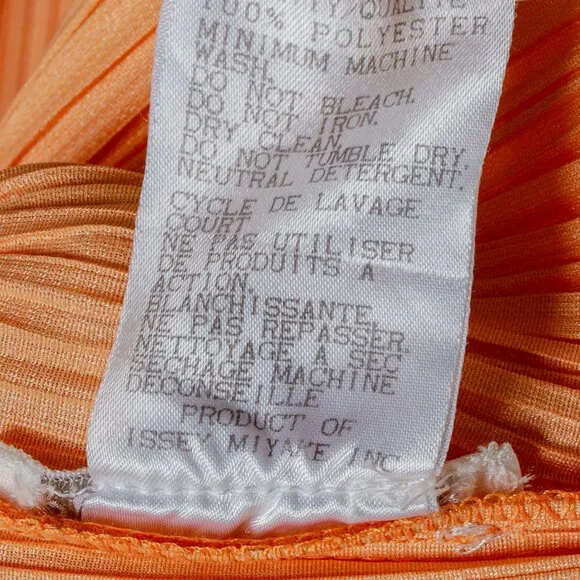 TY/QUALITÉ
100% POLYESTER
MINIMUM MACHINE
WASH.
DO NOT BLEACH.
DO NOT IRON.
DRY CLEAN.
DO NOT TUMBLE DRY.
NEUTRAL DETERGENT.
CYCLE DE LAVAGE
COURT
NE PAS UTILISER
DE PRODUITS A
ACTION
BLANCHISSANTE.
NE PAS REPASSER.
NETTOYAGE A SEC
SECHAGE MACHINE
DECONSEILLE
PRODUCT OF
ISSEY MIYAKE INC.